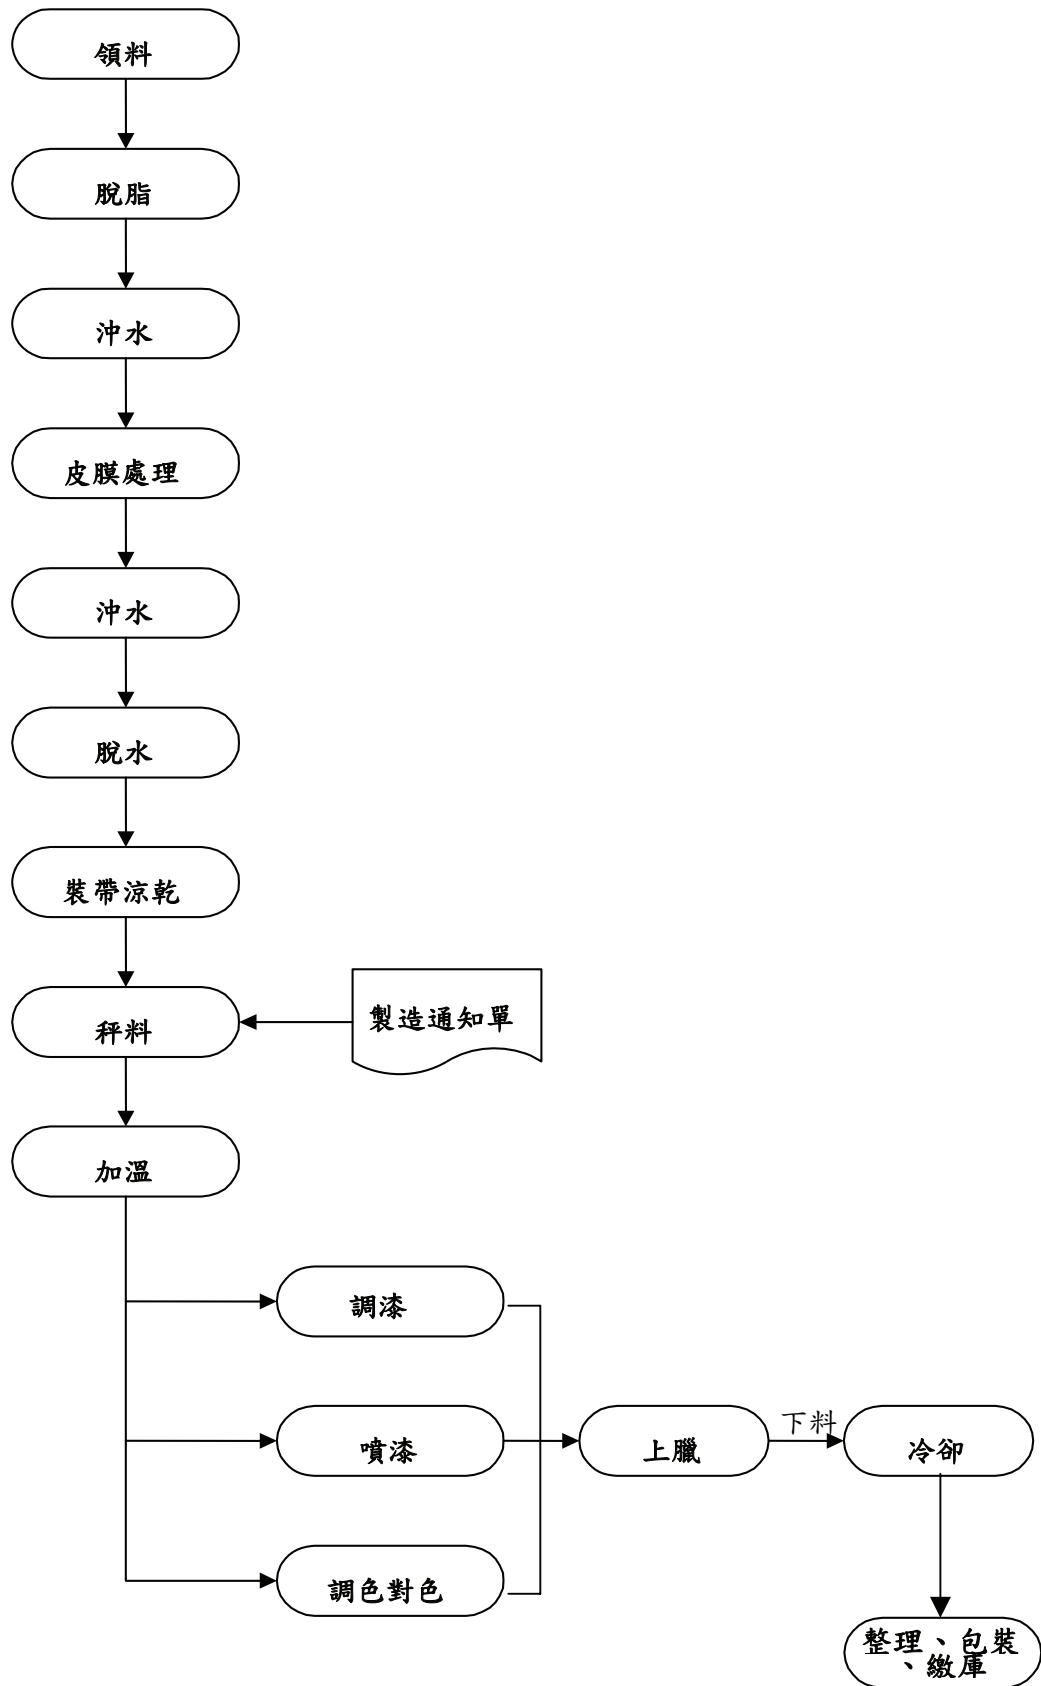 領料
脫脂
沖水
皮膜處理
沖水
脫水
裝帶涼乾
秤料
製造通知單
加溫
調漆
噴漆
上臘
下料
冷卻
調色對色
整理、包裝
、繳庫